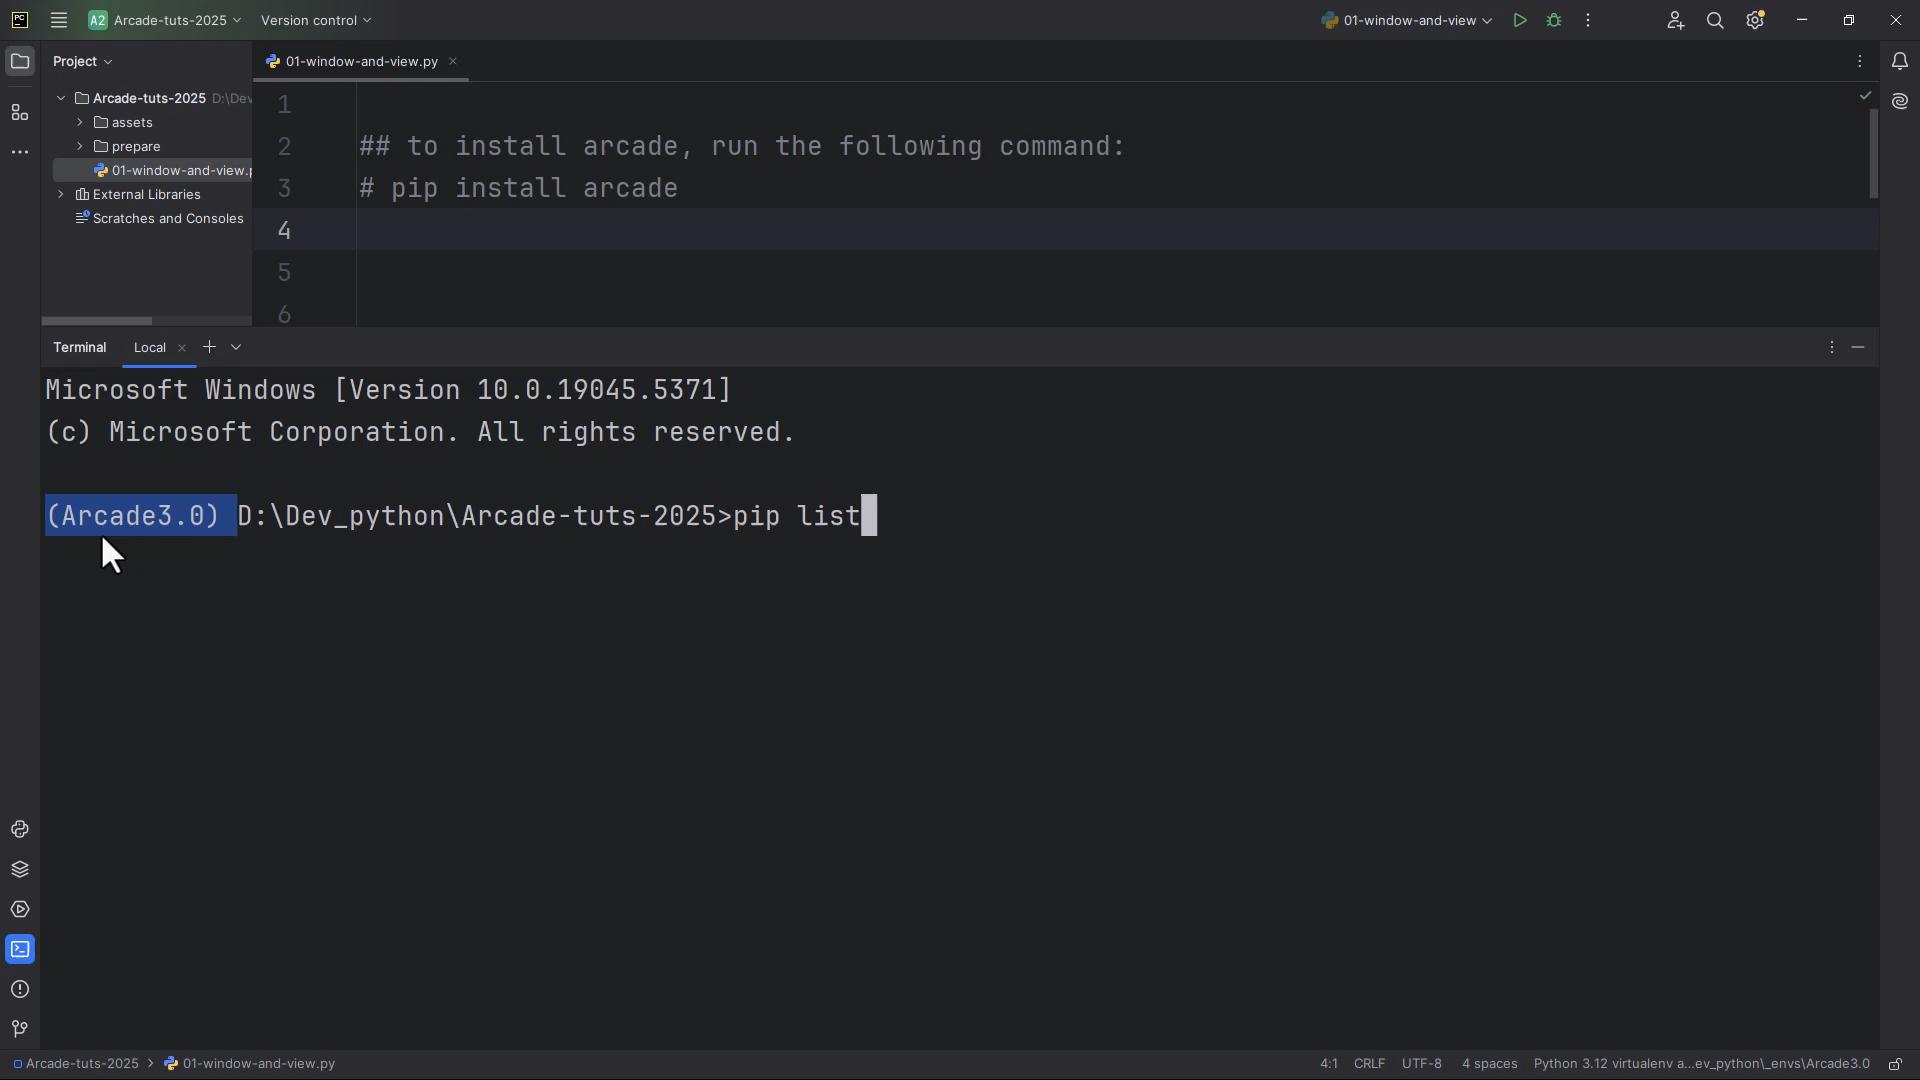 PC
A2 Arcade-tuts-2025
Version control
01-window-and-view
Project
01-window-and-view.py
Arcade-tuts-2025 D:\Dev
assets
prepare
01-window-and-view.p
External Libraries
Scratches and Consoles
1
2 ## to install arcade, run the following command:
3 # pip install arcade
4
5
6
Terminal
Local
Microsoft Windows [Version 10.0.19045.5371]
(c) Microsoft Corporation. All rights reserved.
(Arcade3.0) D:\Dev_python\Arcade-tuts-2025>pip list
Arcade-tuts-2025 > 01-window-and-view.py
4:1 CRLF UTF-8 4 spaces Python 3.12 virtualenv a...ev_python\_envs\Arcade3.0